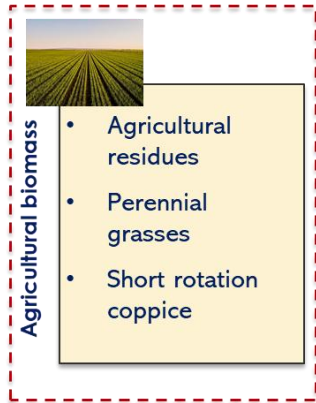 Agricultural biomass
• Agricultural
residues
• Perennial
grasses
• Short rotation
coppice